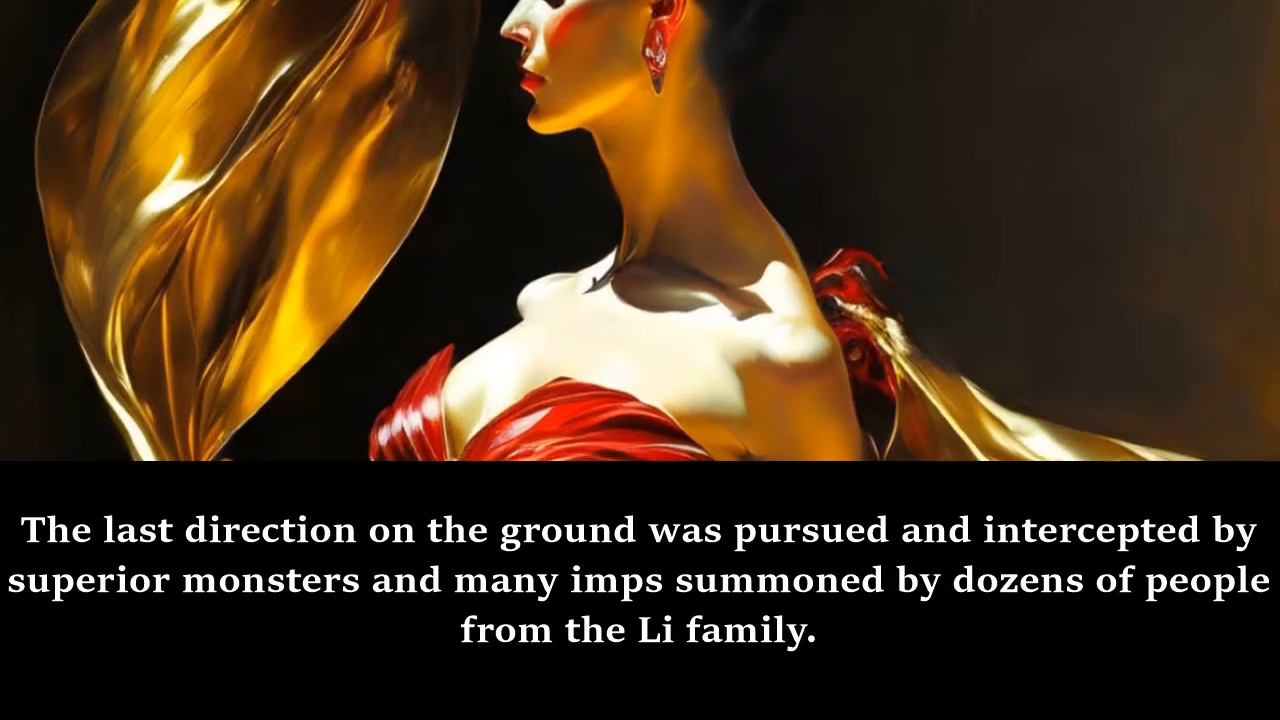 The last direction on the ground was pursued and intercepted by
superior monsters and many imps summoned by dozens of people
from the Li family.